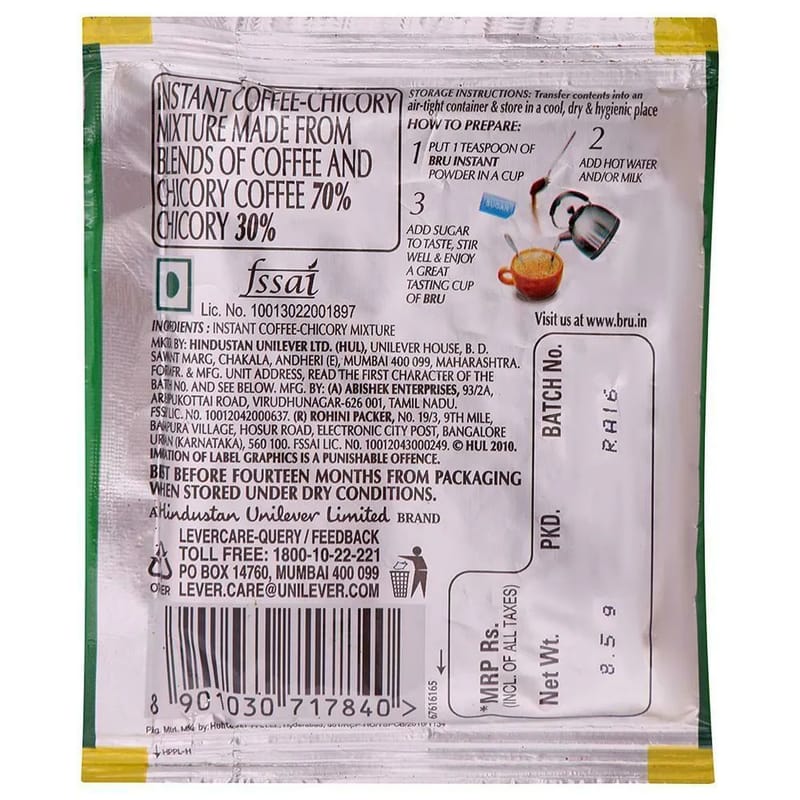 INSTANT COFFEE-CHICORY
MIXTURE MADE FROM
BLENDS OF COFFEE AND
CHICORY COFFEE 70%
CHICORY 30%
STORAGE INSTRUCTIONS: Transfer contents into an
air-tight container & store in a cool, dry & hygienic place
HOW TO PREPARE:
1 PUT 1 TEASPOON OF
BRU INSTANT
POWDER IN A CUP
2
ADD HOT WATER
AND/OR MILK
3
ADD SUGAR
TO TASTE, STIR
WELL & ENJOY
A GREAT
TASTING CUP
OF BRU
SUGAR
Visit us at www.bru.in
fssai
Lic. No. 10013022001897
INGREDIENTS : INSTANT COFFEE-CHICORY MIXTURE
BY: HINDUSTAN UNILEVER LTD. (HUL), UNILEVER HOUSE, B. D.
MARG, CHAKALA, ANDHERI (E), MUMBAI 400 099, MAHARASHTRA.
& MFG. UNIT ADDRESS, READ THE FIRST CHARACTER OF THE
NO. AND SEE BELOW. MFG. BY: (A) ABISHEK ENTERPRISES, 93/2A,
ROAD, VIRUDHUNAGAR-626 001, TAMIL NADU.
LIC. NO. 10012042000637. (R) ROHINI PACKER, NO. 19/3, 9TH MILE,
VILLAGE, HOSUR ROAD, ELECTRONIC CITY POST, BANGALORE
(KARNATAKA), 560 100. FSSAI LIC. NO. 10012043000249. © HUL 2010.
IMITATION OF LABEL GRAPHICS IS A PUNISHABLE OFFENCE.
BEST BEFORE FOURTEEN MONTHS FROM PACKAGING
WHEN STORED UNDER DRY CONDITIONS.
A Hindustan Unilever Limited BRAND
LEVERCARE-QUERY / FEEDBACK
TOLL FREE: 1800-10-22-221
PO BOX 14760, MUMBAI 400 099
LEVER.CARE@UNILEVER.COM
OTHER
8 901030 717840 >
67616165
Pkg. Mtrl. Mfd by:
HPPL-H
*MRP Rs.
(INCL. OF ALL TAXES)
Net Wt. 8.5 g
PKD.
BATCH No. RA16